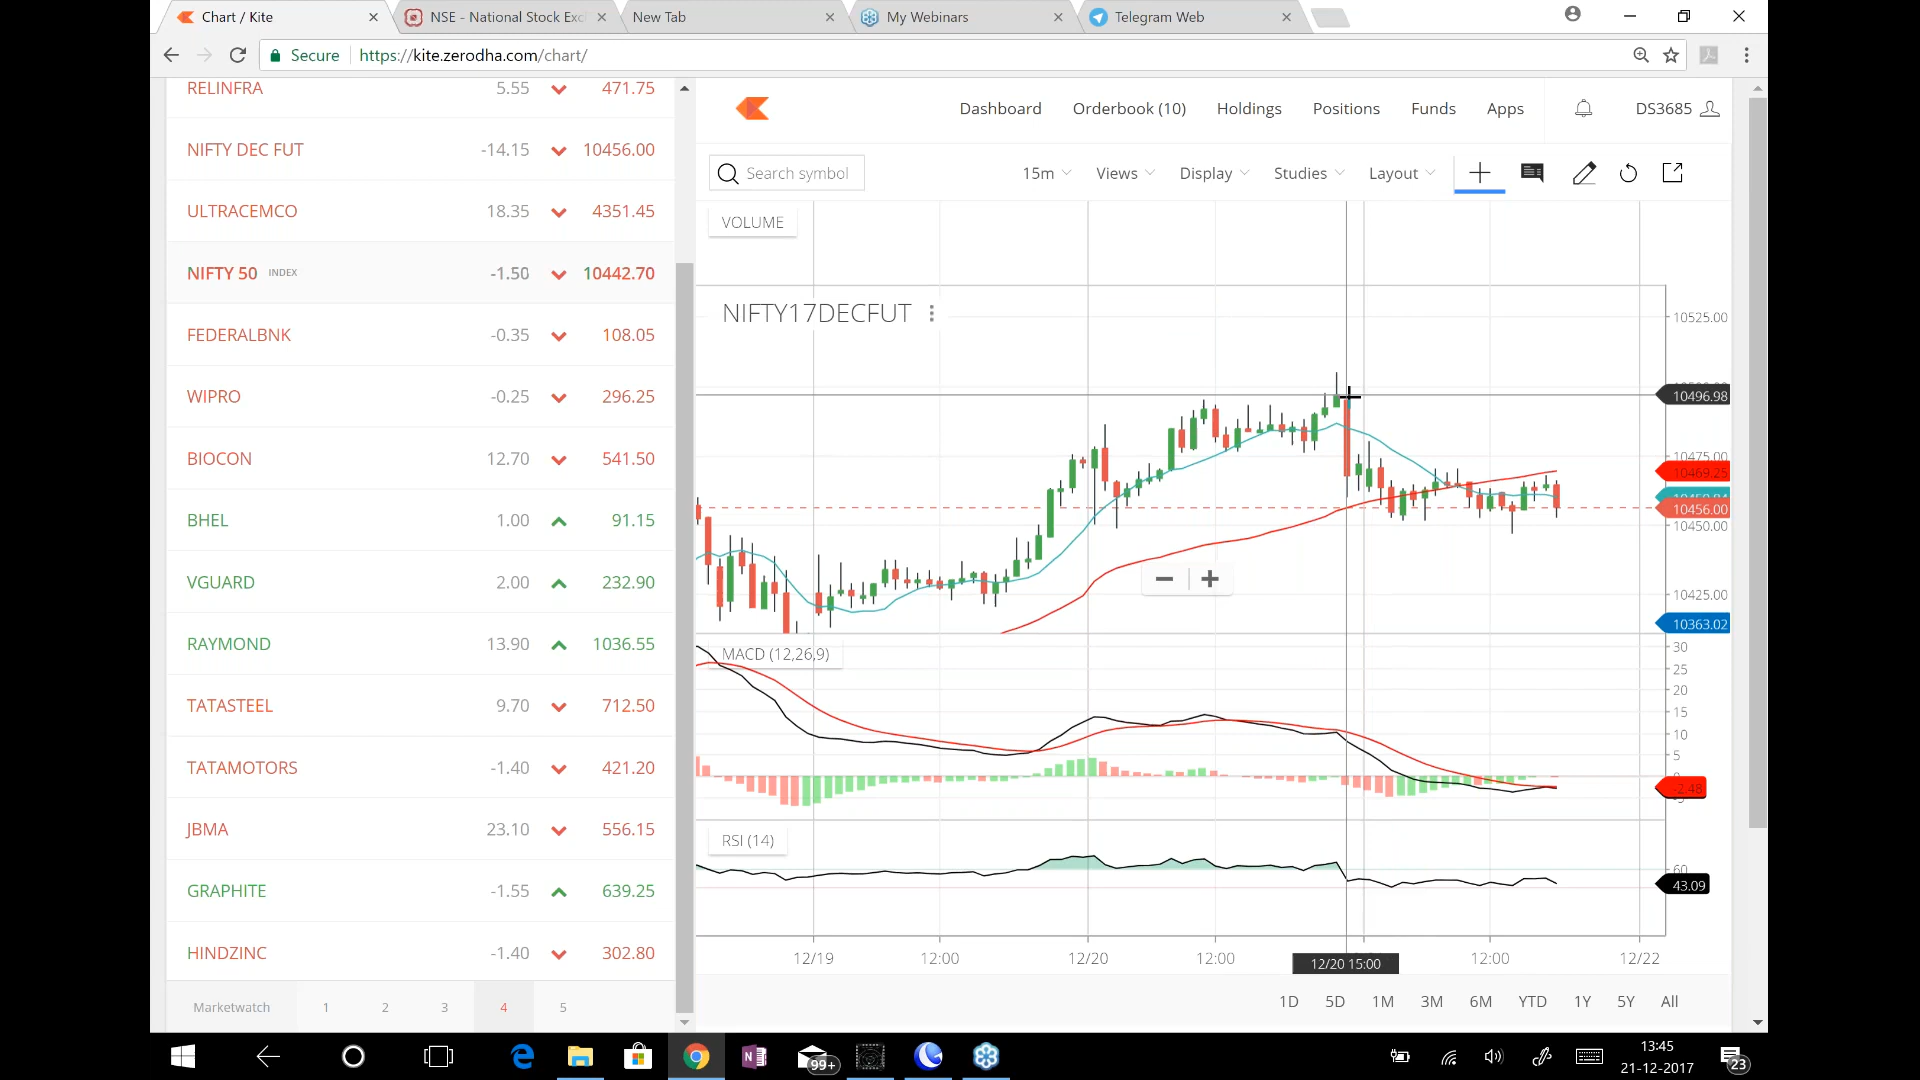 Chart / Kite
NSE - National Stock Exc
New Tab
My Webinars
Telegram Web
Secure https://kite.zerodha.com/chart/
RELINFRA 5.55 471.75
NIFTY DEC FUT -14.15 10456.00
ULTRACEMCO 18.35 4351.45
NIFTY 50 INDEX -1.50 10442.70
FEDERALBNK -0.35 108.05
WIPRO -0.25 296.25
BIOCON 12.70 541.50
BHEL 1.00 91.15
VGUARD 2.00 232.90
RAYMOND 13.90 1036.55
TATASTEEL 9.70 712.50
TATAMOTORS -1.40 421.20
JBMA 23.10 556.15
GRAPHITE -1.55 639.25
HINDZINC -1.40 302.80
Marketwatch 1 2 3 4 5
Dashboard Orderbook (10) Holdings Positions Funds Apps DS3685
Search symbol 15m Views Display Studies Layout
VOLUME
NIFTY17DECFUT
10525.00
10496.98
10475.00
10469.25
10456.00
10450.00
10425.00
10363.02
MACD (12,26,9)
30
25
20
15
10
5
-2.48
RSI (14)
60
43.09
12/19 12:00 12/20 12:00 12/20 15:00 12:00 12/22
1D 5D 1M 3M 6M YTD 1Y 5Y All
99+
13:45
21-12-2017
23